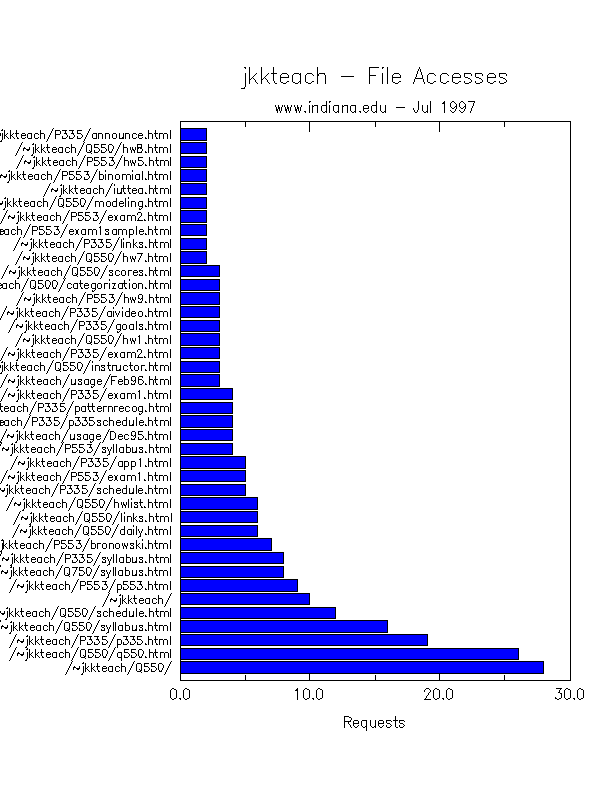 jkkteach - File Accesses
www.indiana.edu - Jul 1997
jkkteach/P335/announce.html
/~jkkteach/Q550/hw8.html
/~jkkteach/P553/hw5.html
~jkkteach/P553/binomial.html
/~jkkteach/iuttea.html
~jkkteach/Q550/modeling.html
/~jkkteach/P553/exam2.html
each/P553/exam1sample.html
/~jkkteach/P335/links.html
/~jkkteach/Q550/hw7.html
/~jkkteach/Q550/scores.html
ach/Q500/categorization.html
/~jkkteach/P553/hw9.html
/~jkkteach/P335/aivideo.html
/~jkkteach/P335/goals.html
/~jkkteach/Q550/hw1.html
/~jkkteach/P335/exam2.html
jkkteach/Q550/instructor.html
/~jkkteach/usage/Feb96.html
/~jkkteach/P335/exam1.html
teach/P335/patternrecog.html
each/P335/p335schedule.html
/~jkkteach/usage/Dec95.html
/~jkkteach/P553/syllabus.html
/~jkkteach/P335/app1.html
/~jkkteach/P553/exam1.html
~jkkteach/P335/schedule.html
/~jkkteach/Q550/hwlist.html
/~jkkteach/Q550/links.html
/~jkkteach/Q550/daily.html
jkkteach/P553/bronowski.html
/~jkkteach/P335/syllabus.html
/~jkkteach/Q750/syllabus.html
/~jkkteach/P553/p553.html
/~jkkteach/
~jkkteach/Q550/schedule.html
/~jkkteach/Q550/syllabus.html
/~jkkteach/P335/p335.html
/~jkkteach/Q550/q550.html
/~jkkteach/Q550/
0.0 10.0 20.0 30.0
Requests